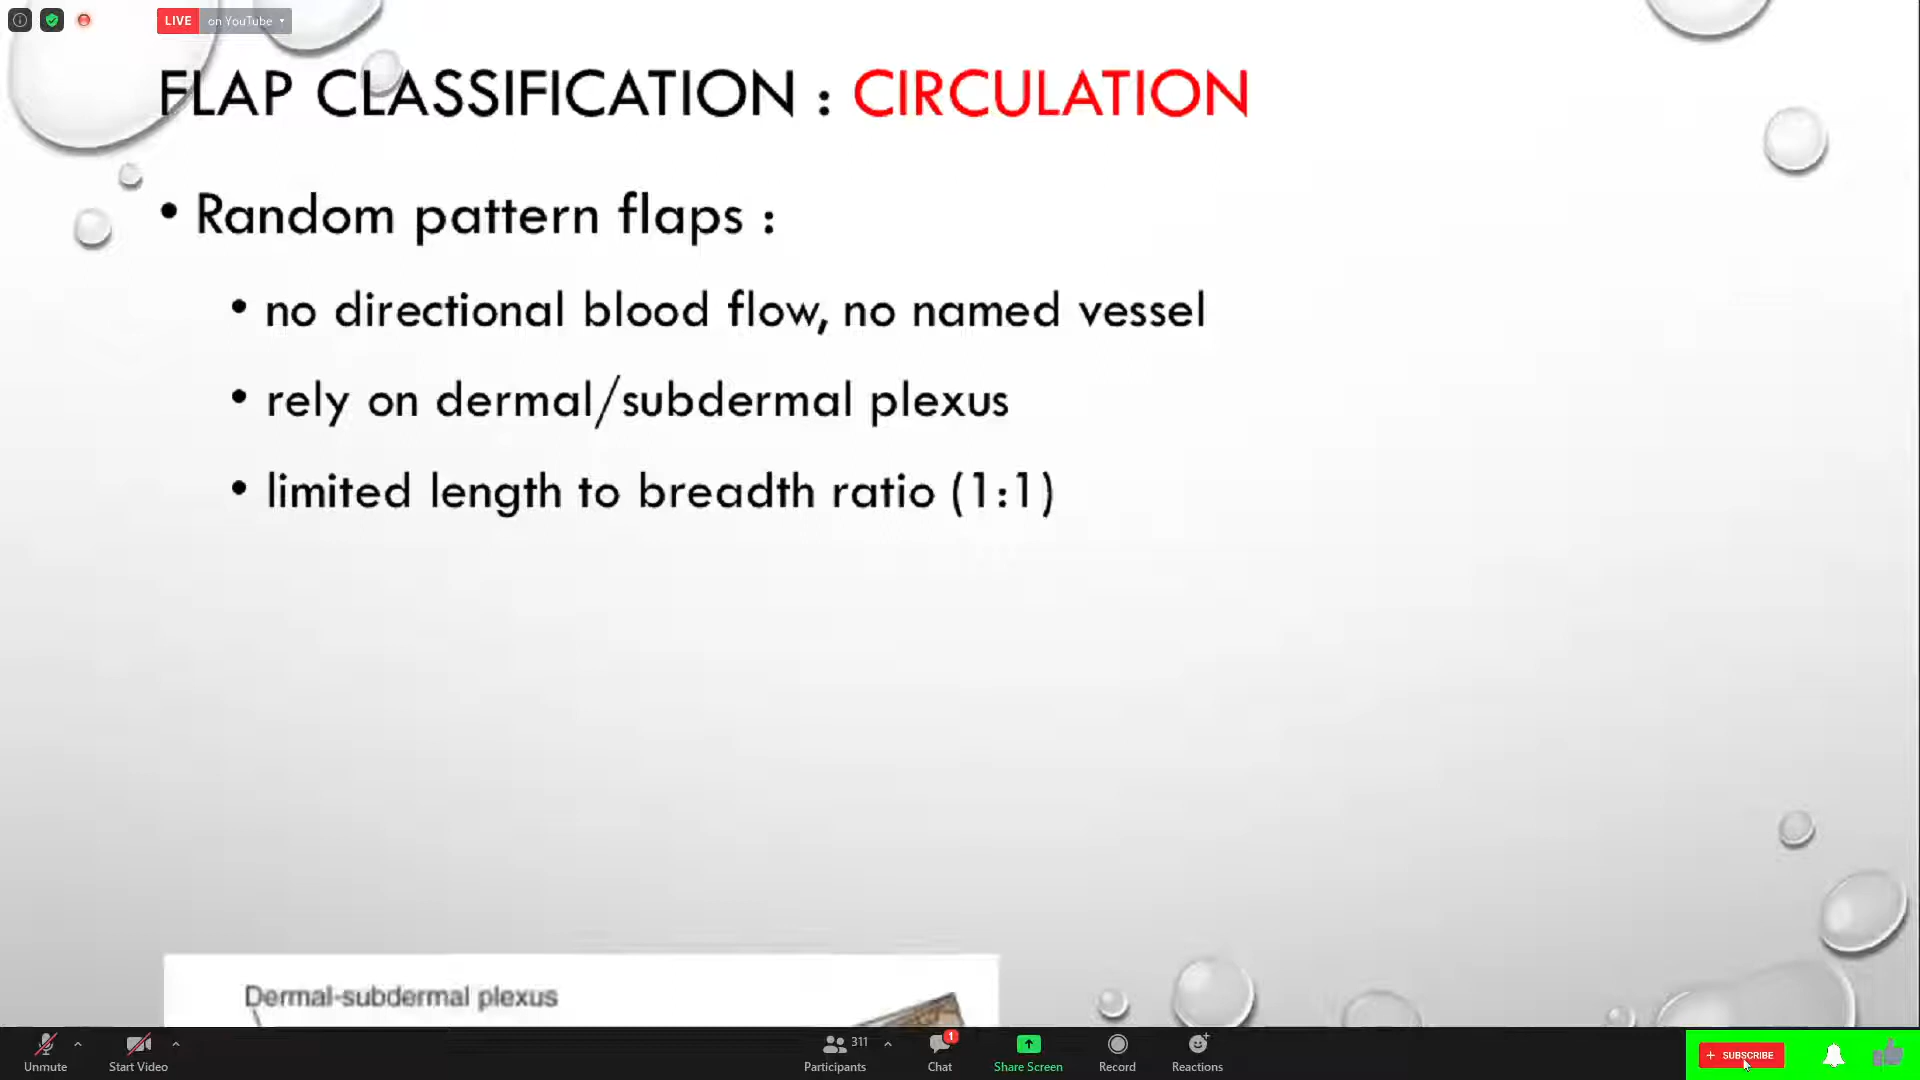 LIVE on YouTube
FLAP CLASSIFICATION : CIRCULATION
• Random pattern flaps :
• no directional blood flow, no named vessel
• rely on dermal/subdermal plexus
• limited length to breadth ratio (1:1)
Dermal-subdermal plexus
Unmute
Start Video
311
Participants
1
Chat
Share Screen
Record
Reactions
+ SUBSCRIBE